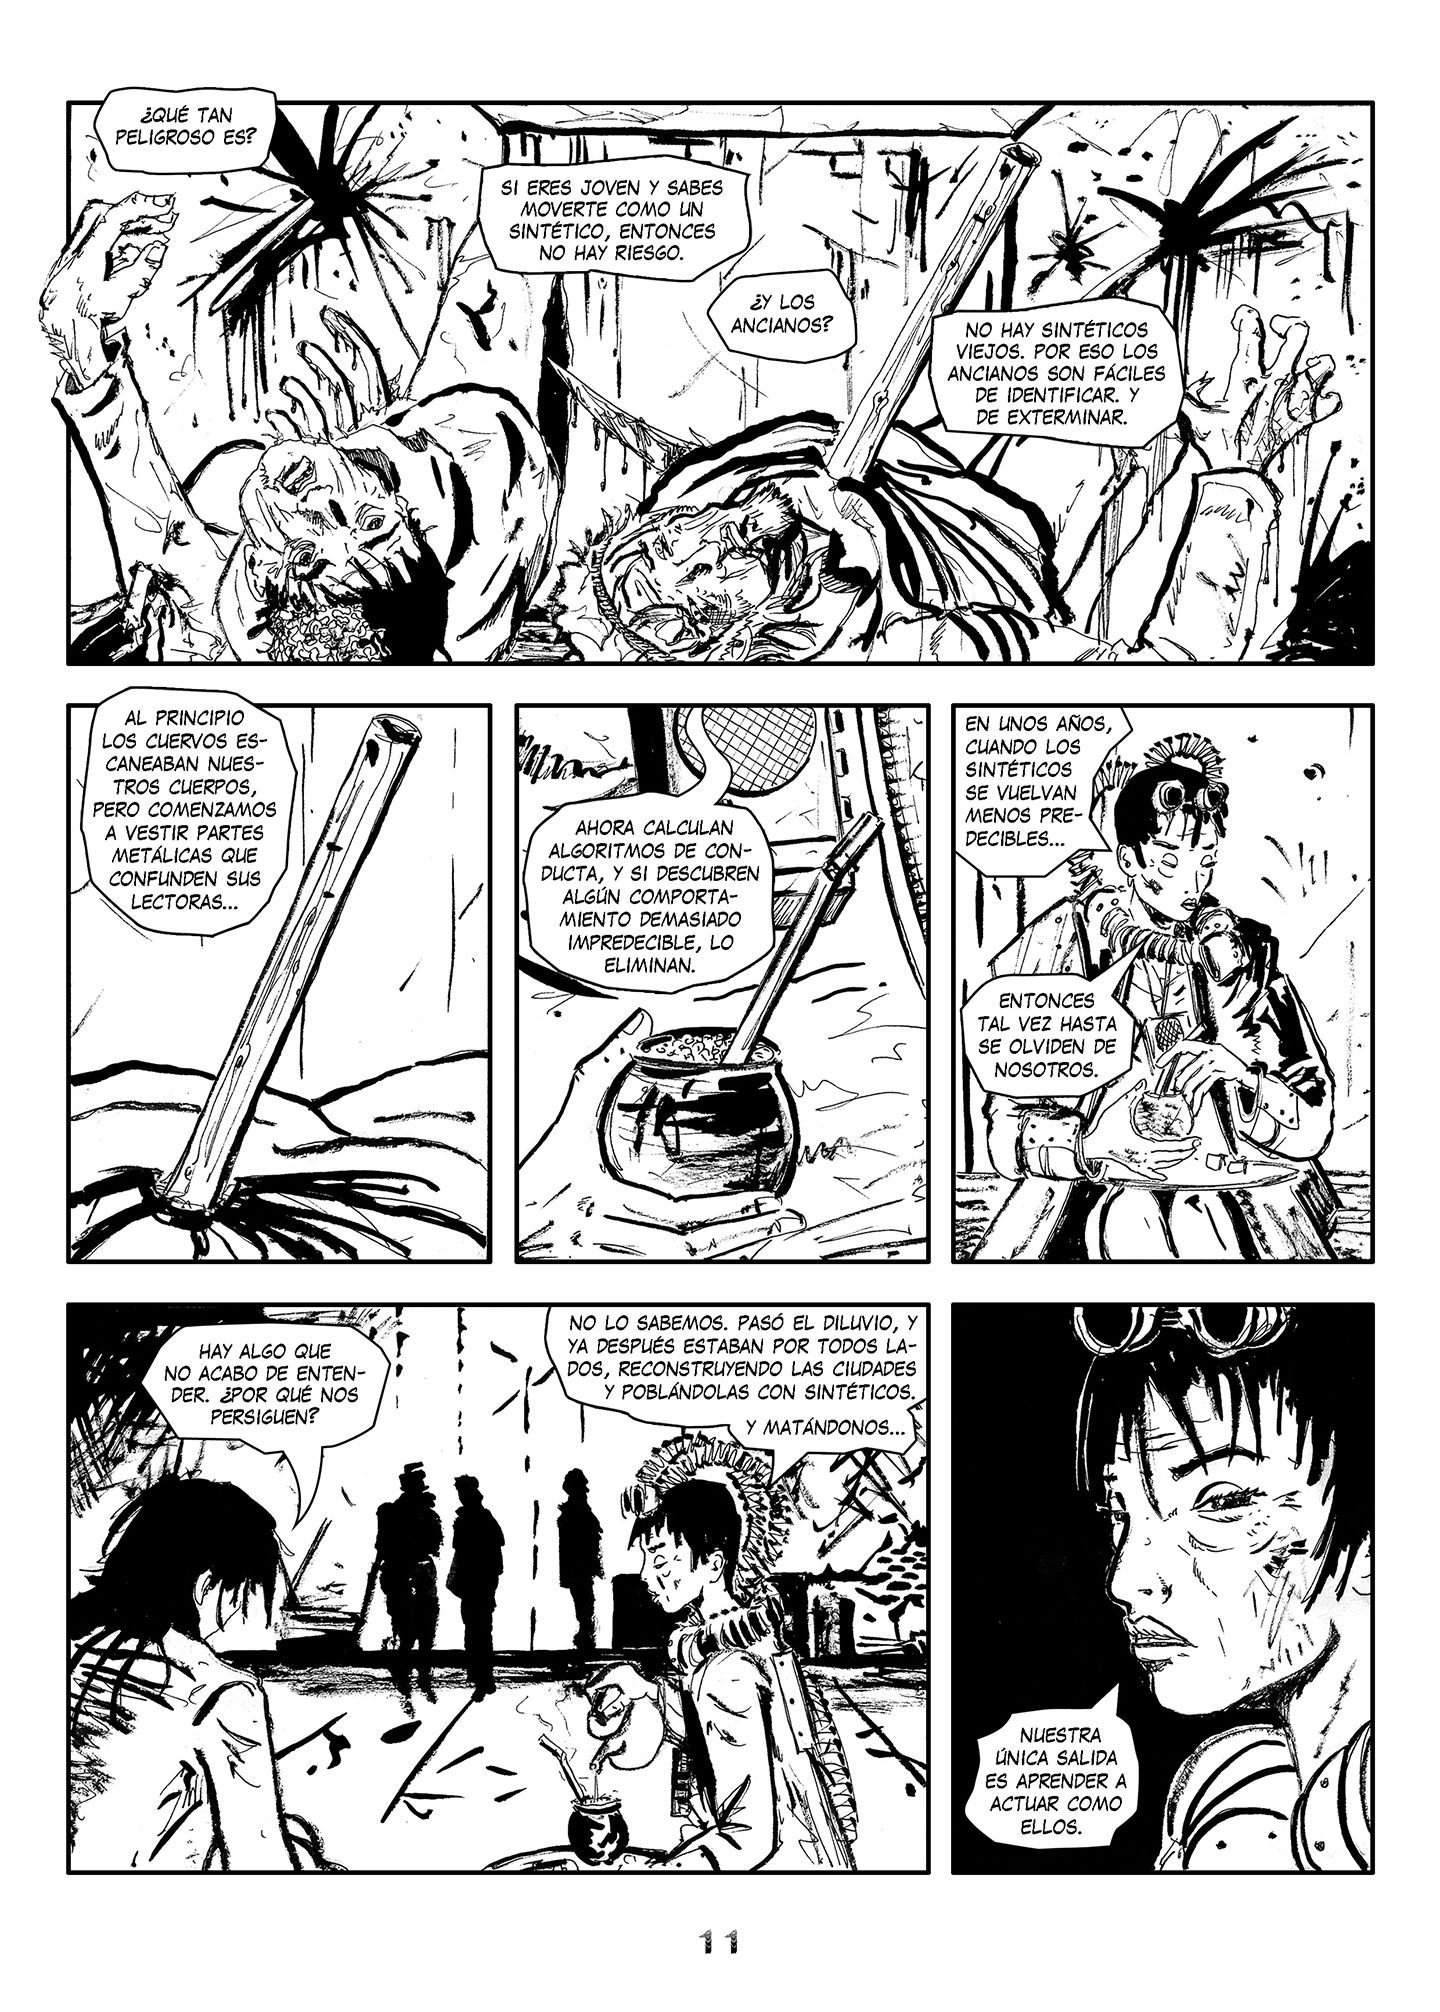 ¿QUÉ TAN
PELIGROSO ES?
SI ERES JOVEN Y SABES
MOVERTE COMO UN
SINTÉTICO, ENTONCES
NO HAY RIESGO.
¿Y LOS
ANCIANOS?
NO HAY SINTÉTICOS
VIEJOS. POR ESO LOS
ANCIANOS SON FÁCILES
DE IDENTIFICAR. Y
DE EXTERMINAR.
AL PRINCIPIO
LOS CUERVOS ES-
CANEABAN NUES-
TROS CUERPOS,
PERO COMENZAMOS
A VESTIR PARTES
METÁLICAS QUE
CONFUNDEN SUS
LECTORAS...
AHORA CALCULAN
ALGORITMOS DE CON-
DUCTA, Y SI DESCUBREN
ALGÚN COMPORTA-
MIENTO DEMASIADO
IMPREDECIBLE, LO
ELIMINAN.
EN UNOS AÑOS,
CUANDO LOS
SINTÉTICOS
SE VUELVAN
MENOS PRE-
DECIBLES...
ENTONCES
TAL VEZ HASTA
SE OLVIDEN DE
NOSOTROS.
HAY ALGO QUE
NO ACABO DE ENTEN-
DER. ¿POR QUÉ NOS
PERSIGUEN?
NO LO SABEMOS. PASÓ EL DILUVIO, Y
YA DESPUÉS ESTABAN POR TODOS LA-
DOS, RECONSTRUYENDO LAS CIUDADES
Y POBLÁNDOLAS CON SINTÉTICOS.
Y MATÁNDONOS...
NUESTRA
ÚNICA SALIDA
ES APRENDER A
ACTUAR COMO
ELLOS.
11